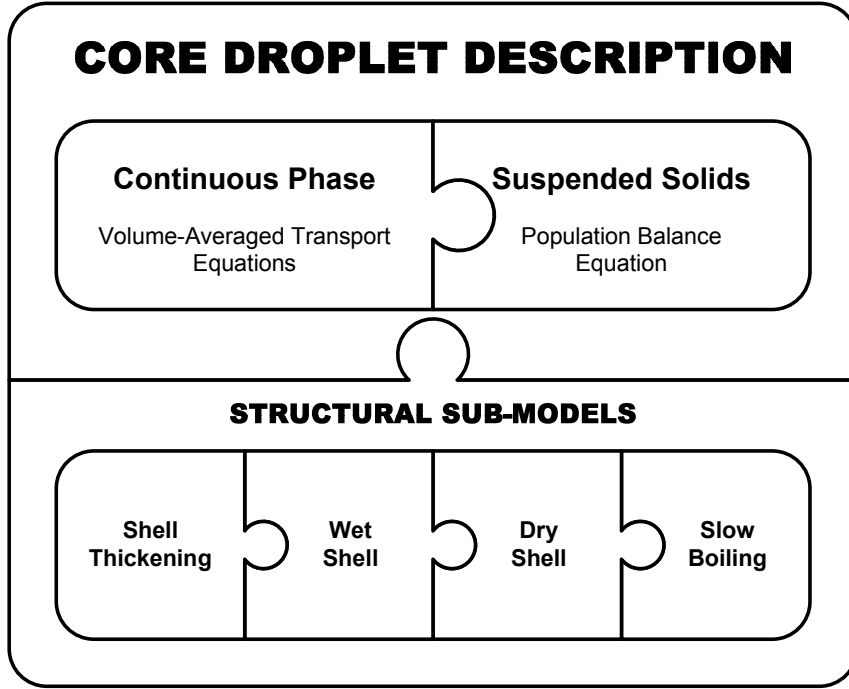 CORE DROPLET DESCRIPTION
Continuous Phase
Volume-Averaged Transport
Equations
Suspended Solids
Population Balance
Equation
STRUCTURAL SUB-MODELS
Shell
Thickening
Wet
Shell
Dry
Shell
Slow
Boiling